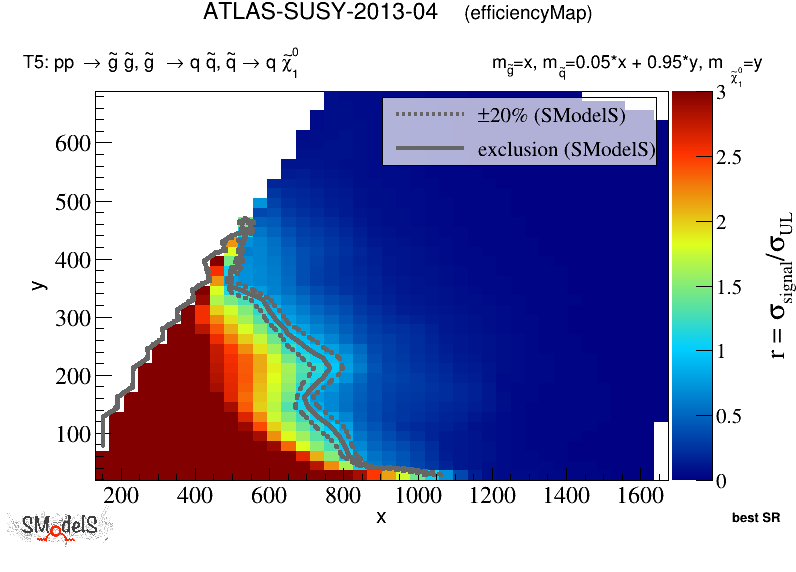 ATLAS-SUSY-2013-04 (efficiencyMap)
T5: pp → g̃ g̃, g̃ → q q̃, q̃ → q χ̃₁⁰ m_g̃=x, m_q̃=0.05*x + 0.95*y, m_χ̃₁⁰=y
±20% (SModelS)
exclusion (SModelS)
600
500
400
300
200
100
y
200 400 600 800 1000 1200 1400 1600
x
3
2.5
2
1.5
1
0.5
0
r = σ_signal/σ_UL
SModelS
best SR